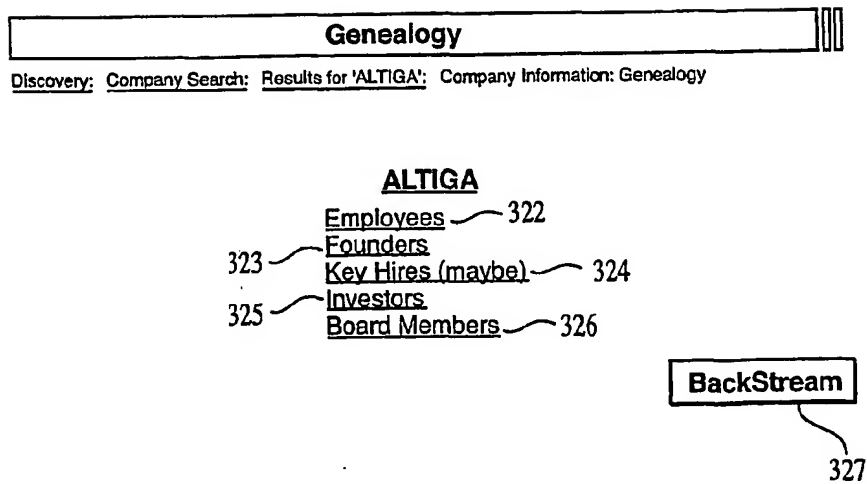 Genealogy
Discovery: Company Search: Results for 'ALTIGA': Company Information: Genealogy
ALTIGA
Employees 322
323 Founders
Key Hires (maybe) 324
325 Investors
Board Members 326
BackStream
327